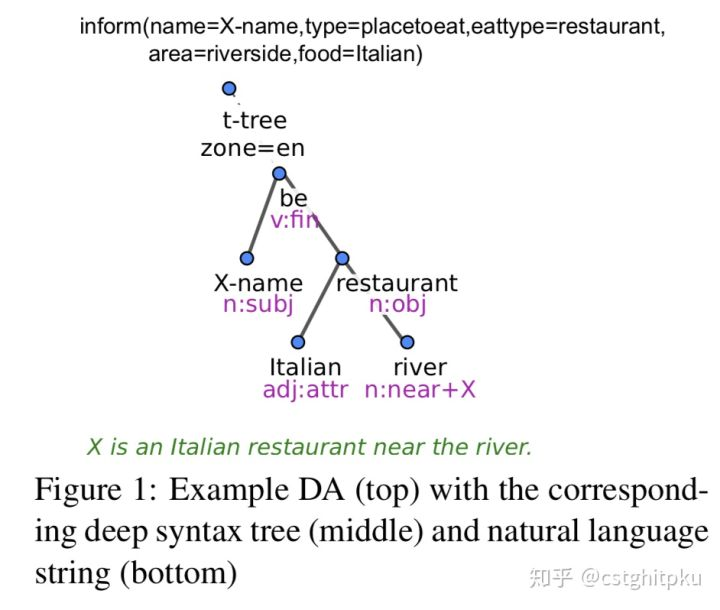 inform(name=X-name,type=placetoeat,eattype=restaurant,
area=riverside,food=Italian)
t-tree
zone=en
be
v:fin
X-name restaurant
n:subj n:obj
Italian river
adj:attr n:near+X
X is an Italian restaurant near the river.
Figure 1: Example DA (top) with the correspond-
ing deep syntax tree (middle) and natural language
string (bottom)
知乎 @cstghitpku